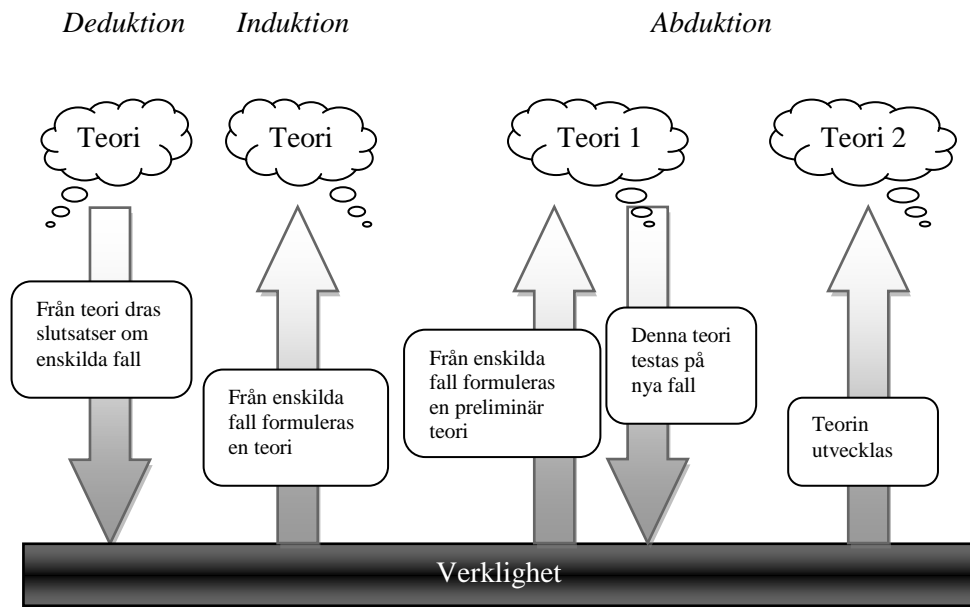 Deduktion
Induktion
Abduktion
Teori
Teori
Teori 1
Teori 2
Från teori dras
slutsatser om
enskilda fall
Från enskilda
fall formuleras
en teori
Från enskilda
fall formuleras
en preliminär
teori
Denna teori
testas på
nya fall
Teorin
utvecklas
Verklighet